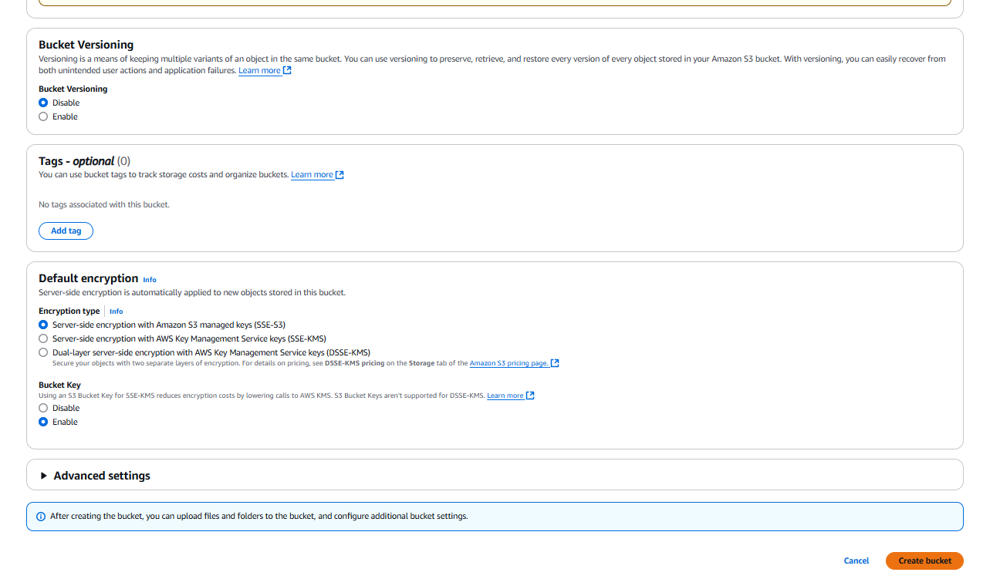 Bucket Versioning
Versioning is a means of keeping multiple variants of an object in the same bucket. You can use versioning to preserve, retrieve, and restore every version of every object stored in your Amazon S3 bucket. With versioning, you can easily recover from
both unintended user actions and application failures. Learn more
Bucket Versioning
Disable
Enable
Tags - optional (0)
You can use bucket tags to track storage costs and organize buckets. Learn more
No tags associated with this bucket.
Add tag
Default encryption Info
Server-side encryption is automatically applied to new objects stored in this bucket.
Encryption type Info
Server-side encryption with Amazon S3 managed keys (SSE-S3)
Server-side encryption with AWS Key Management Service keys (SSE-KMS)
Dual-layer server-side encryption with AWS Key Management Service keys (DSSE-KMS)
Secure your objects with two separate layers of encryption. For details on pricing, see DSSE-KMS pricing on the Storage tab of the Amazon S3 pricing page.
Bucket Key
Using an S3 Bucket Key for SSE-KMS reduces encryption costs by lowering calls to AWS KMS. S3 Bucket Keys aren't supported for DSSE-KMS. Learn more
Disable
Enable
Advanced settings
After creating the bucket, you can upload files and folders to the bucket, and configure additional bucket settings.
Cancel Create bucket